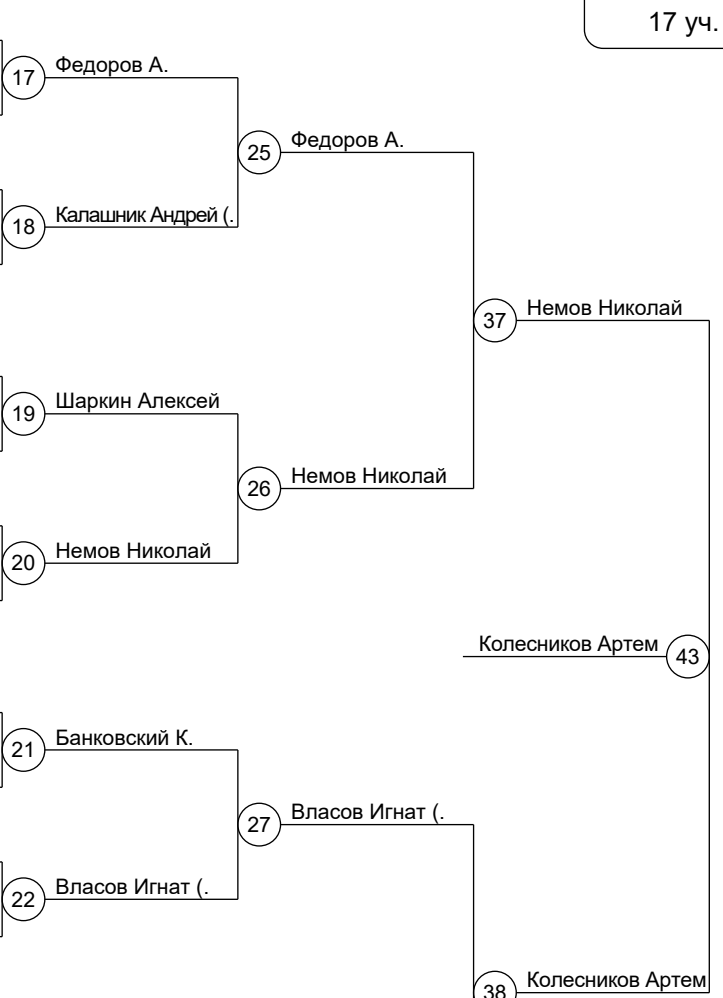 17 уч.
17 Федоров А.
25 Федоров А.
18 Калашник Андрей (.
37 Немов Николай
19 Шаркин Алексей
26 Немов Николай
20 Немов Николай
Колесников Артем 43
21 Банковский К.
27 Власов Игнат (.
22 Власов Игнат (.
38 Колесников Артем